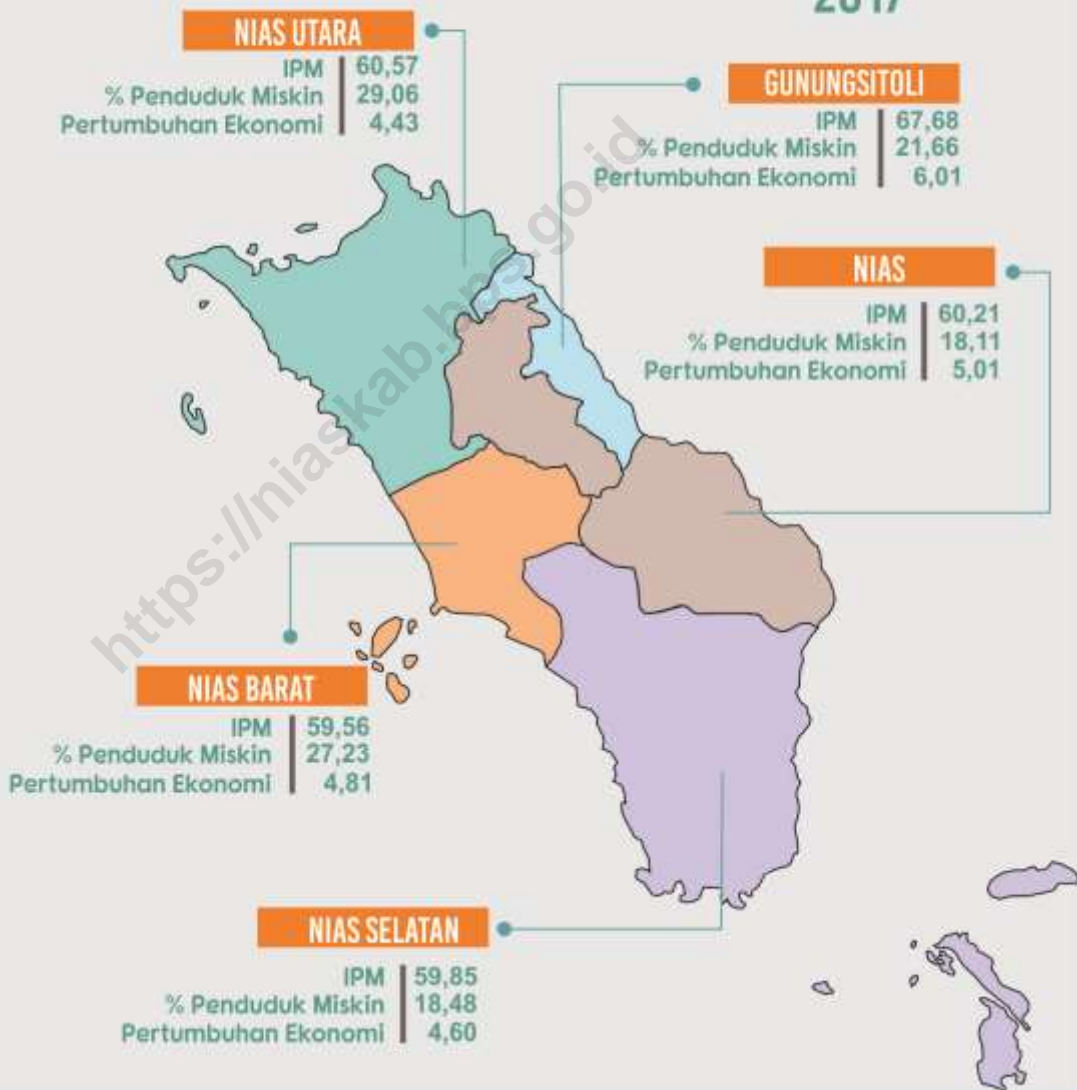 2017
NIAS UTARA
IPM 60,57
% Penduduk Miskin 29,06
Pertumbuhan Ekonomi 4,43
GUNUNGSITOLI
IPM 67,68
% Penduduk Miskin 21,66
Pertumbuhan Ekonomi 6,01
NIAS
IPM 60,21
% Penduduk Miskin 18,11
Pertumbuhan Ekonomi 5,01
https://niaskab.bps.go.id
NIAS BARAT
IPM 59,56
% Penduduk Miskin 27,23
Pertumbuhan Ekonomi 4,81
NIAS SELATAN
IPM 59,85
% Penduduk Miskin 18,48
Pertumbuhan Ekonomi 4,60